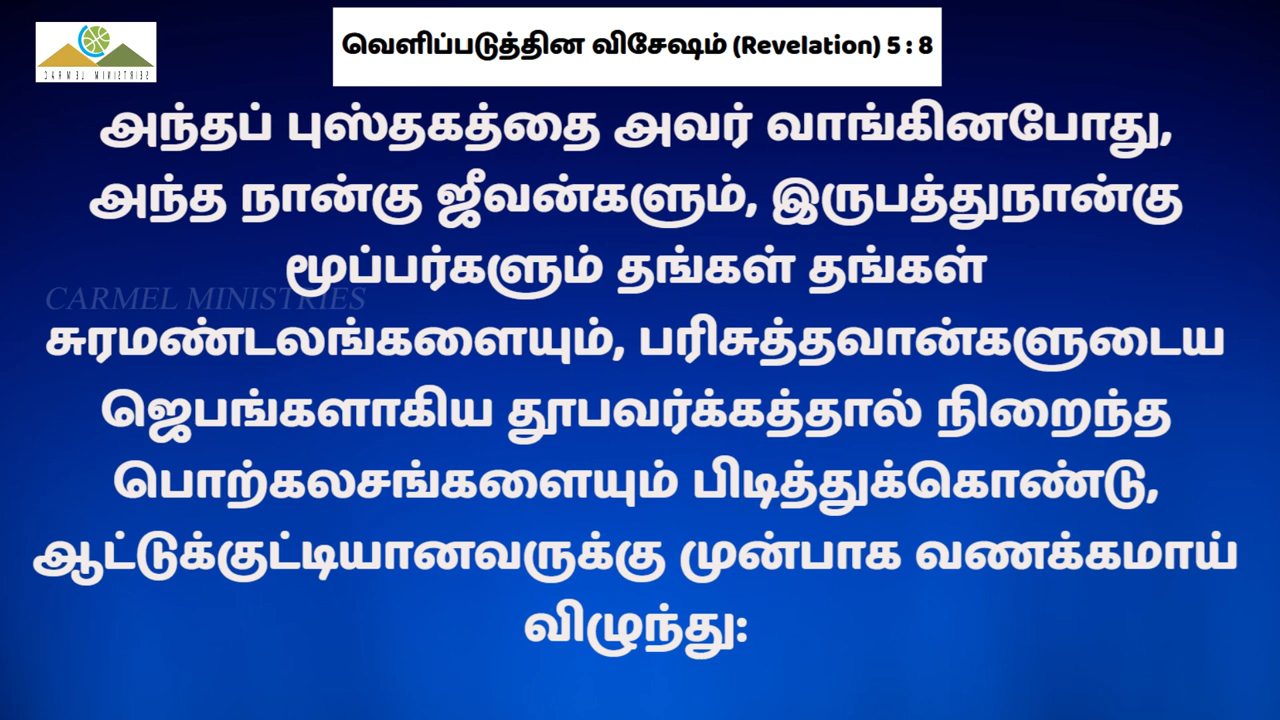 வெளிப்படுத்தின விசேஷம் (Revelation) 5 : 8
CARMEL MINISTRIES
அந்தப் புஸ்தகத்தை அவர் வாங்கினபோது,
அந்த நான்கு ஜீவன்களும், இருபத்துநான்கு
மூப்பர்களும் தங்கள் தங்கள்
CARMEL MINISTRIES
சுரமண்டலங்களையும், பரிசுத்தவான்களுடைய
ஜெபங்களாகிய தூபவர்க்கத்தால் நிறைந்த
பொற்கலசங்களையும் பிடித்துக்கொண்டு,
ஆட்டுக்குட்டியானவருக்கு முன்பாக வணக்கமாய்
விழுந்து: